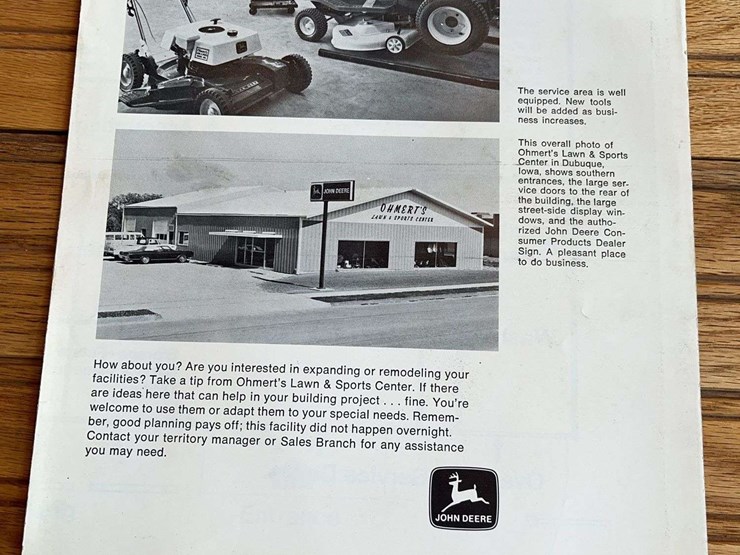 The service area is well
equipped. New tools
will be added as busi-
ness increases.
This overall photo of
Ohmert's Lawn & Sports
Center in Dubuque,
Iowa, shows southern
entrances, the large ser-
vice doors to the rear of
the building, the large
street-side display win-
dows, and the autho-
rized John Deere Con-
sumer Products Dealer
Sign. A pleasant place
to do business.
JOHN DEERE
OHMERT'S
LAWN & SPORTS CENTER
How about you? Are you interested in expanding or remodeling your
facilities? Take a tip from Ohmert's Lawn & Sports Center. If there
are ideas here that can help in your building project . . . fine. You're
welcome to use them or adapt them to your special needs. Remem-
ber, good planning pays off; this facility did not happen overnight.
Contact your territory manager or Sales Branch for any assistance
you may need.
JOHN DEERE